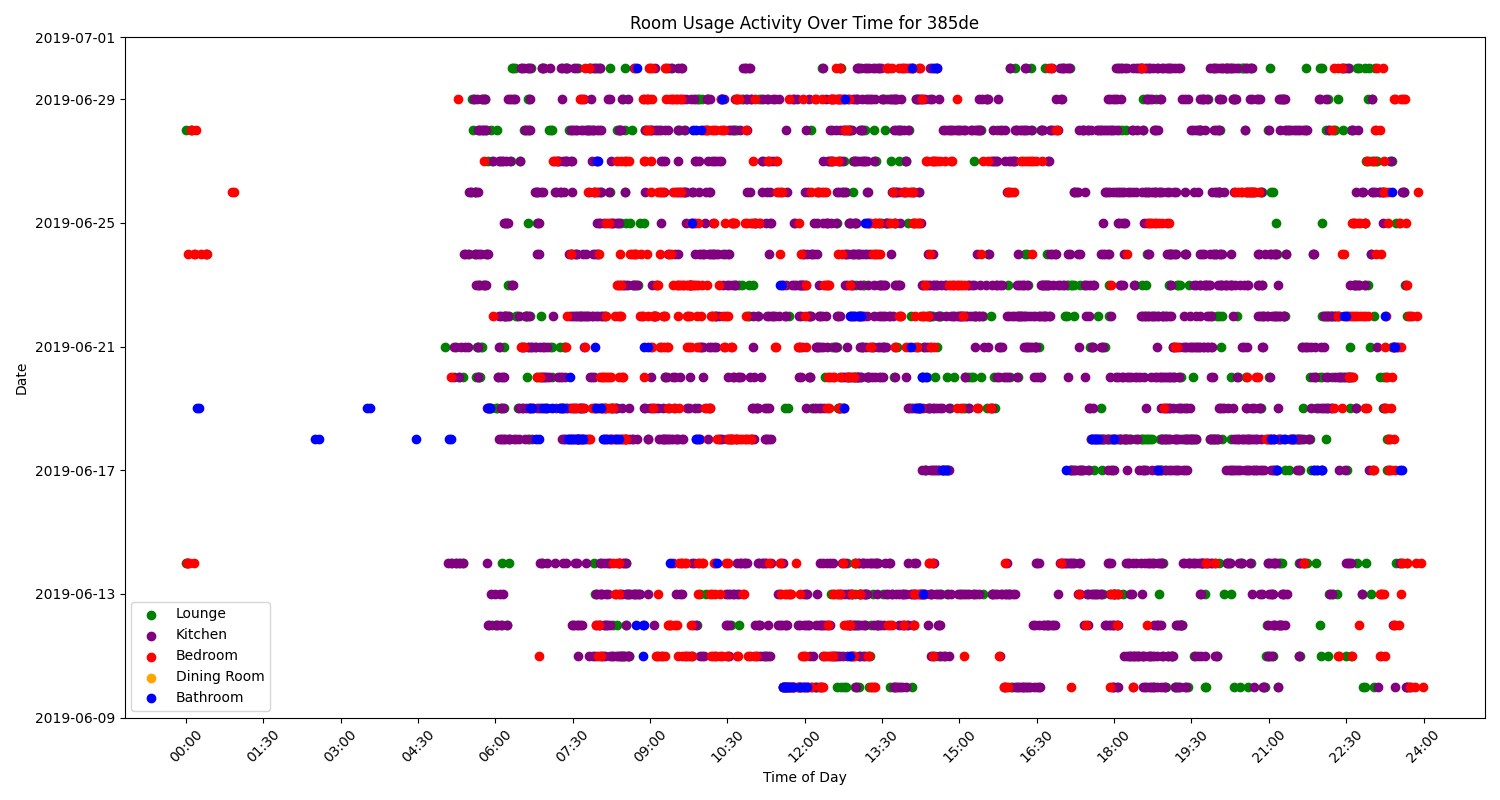 Room Usage Activity Over Time for 385de
Date
2019-07-01
2019-06-29
2019-06-25
2019-06-21
2019-06-17
2019-06-13
2019-06-09
Lounge
Kitchen
Bedroom
Dining Room
Bathroom
00:00 01:30 03:00 04:30 06:00 07:30 09:00 10:30 12:00 13:30 15:00 16:30 18:00 19:30 21:00 22:30 24:00
Time of Day